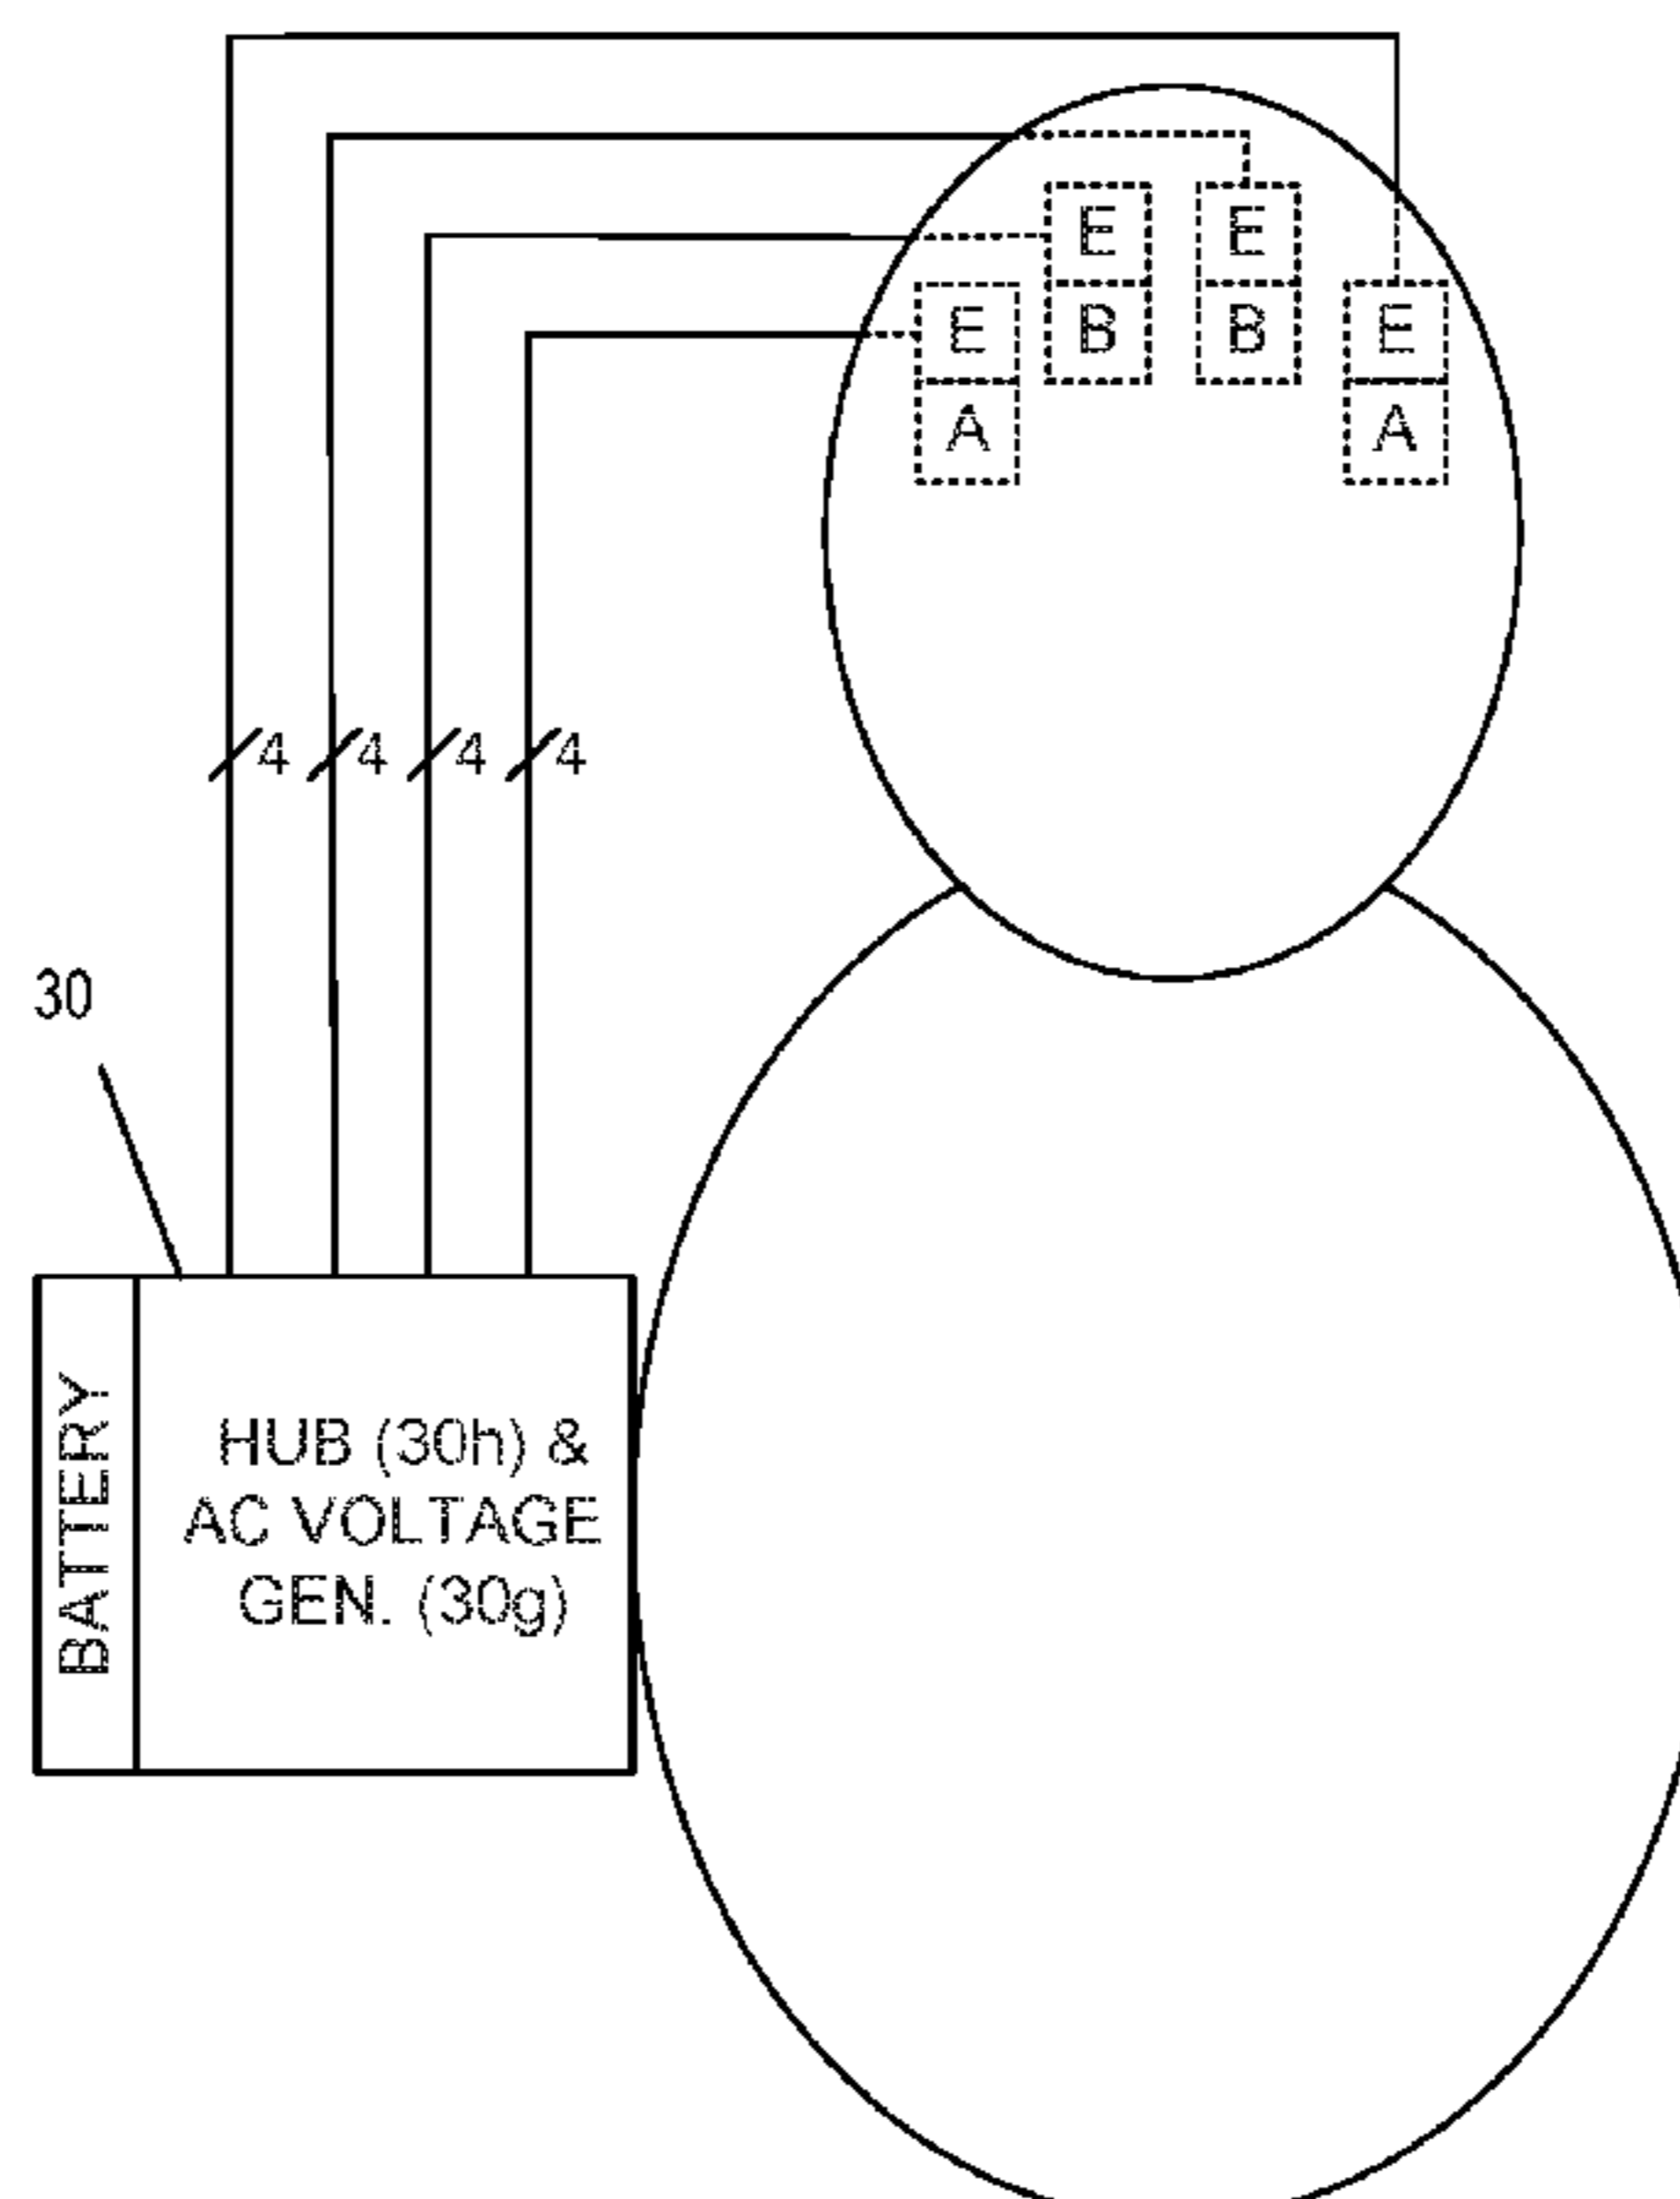 E E
E B B E
A A
4 4 4 4
30
BATTERY
HUB (30h) &
AC VOLTAGE
GEN. (30g)